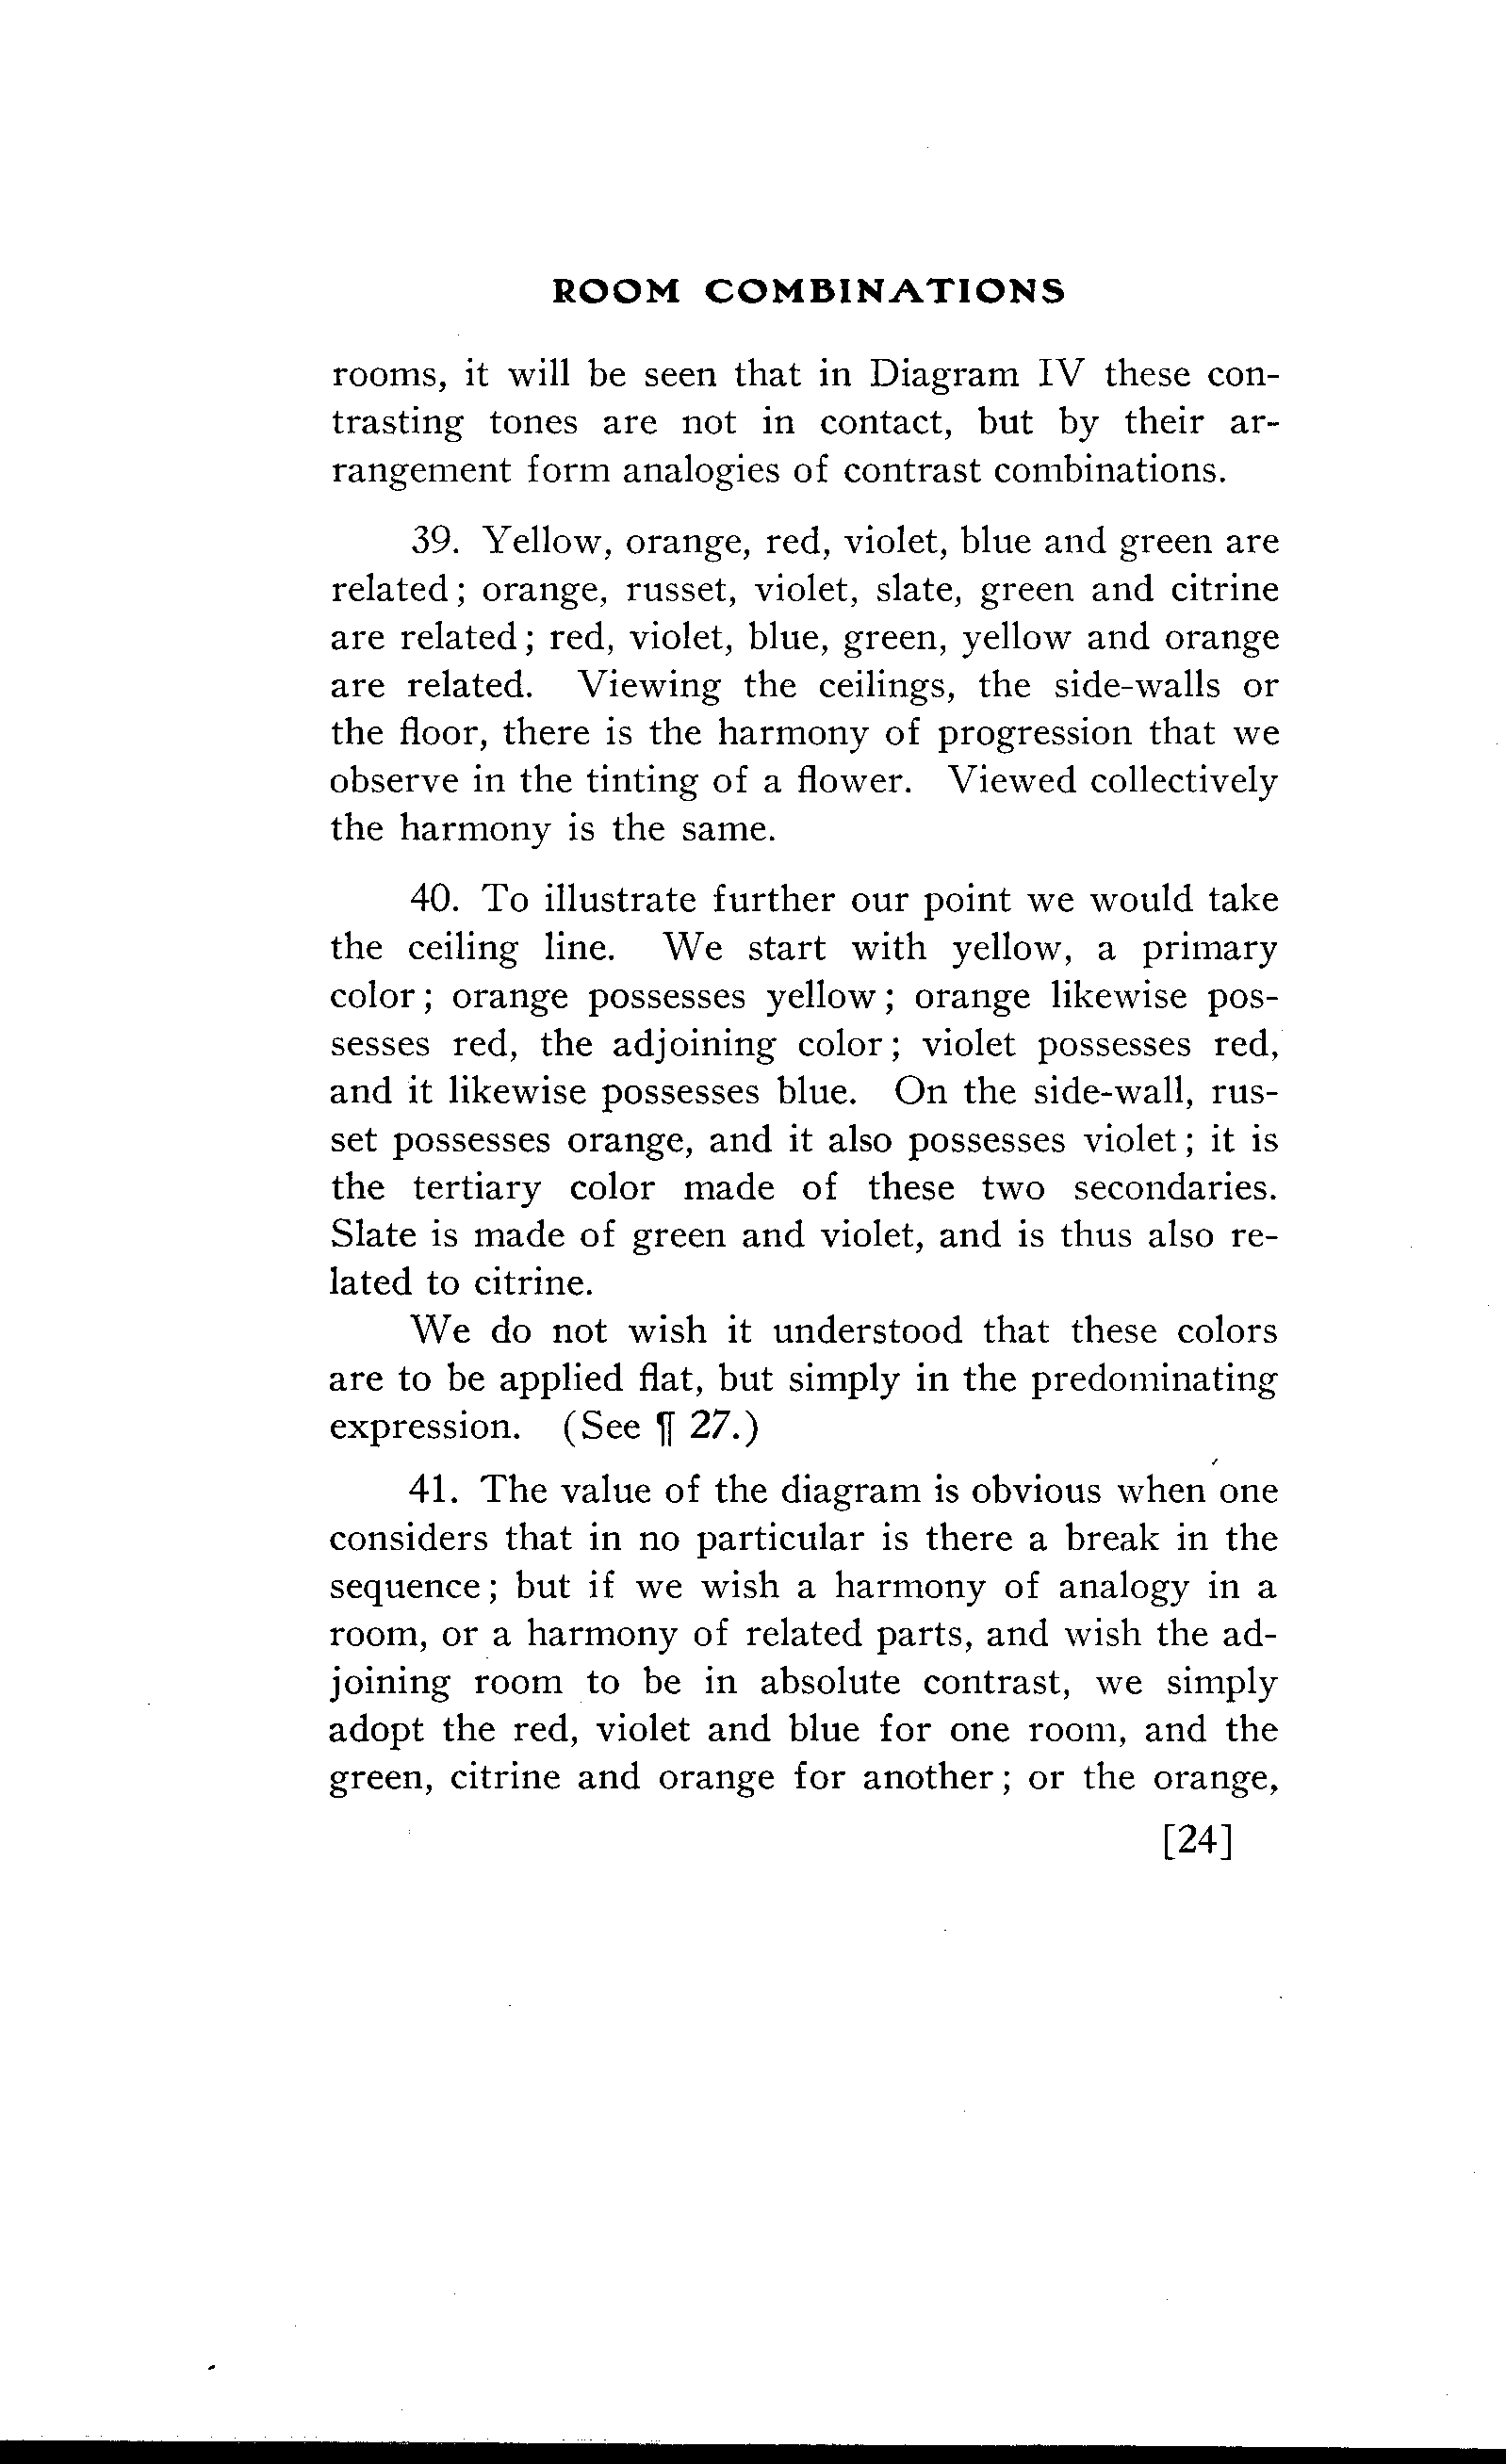 ROOM COMBINATIONS
rooms, it will be seen that in Diagram IV these con-
trasting tones are not in contact, but by their ar-
rangement form analogies of contrast combinations.
39. Yellow, orange, red, violet, blue and green are
related; orange, russet, violet, slate, green and citrine
are related; red, violet, blue, green, yellow and orange
are related. Viewing the ceilings, the side-walls or
the floor, there is the harmony of progression that we
observe in the tinting of a flower. Viewed collectively
the harmony is the same.
40. To illustrate further our point we would take
the ceiling line. We start with yellow, a primary
color; orange possesses yellow; orange likewise pos-
sesses red, the adjoining color; violet possesses red,
and it likewise possesses blue. On the side-wall, rus-
set possesses orange, and it also possesses violet; it is
the tertiary color made of these two secondaries.
Slate is made of green and violet, and is thus also re-
lated to citrine.
We do not wish it understood that these colors
are to be applied flat, but simply in the predominating
expression. (See ¶ 27.)
41. The value of the diagram is obvious when one
considers that in no particular is there a break in the
sequence; but if we wish a harmony of analogy in a
room, or a harmony of related parts, and wish the ad-
joining room to be in absolute contrast, we simply
adopt the red, violet and blue for one room, and the
green, citrine and orange for another; or the orange,
[24]